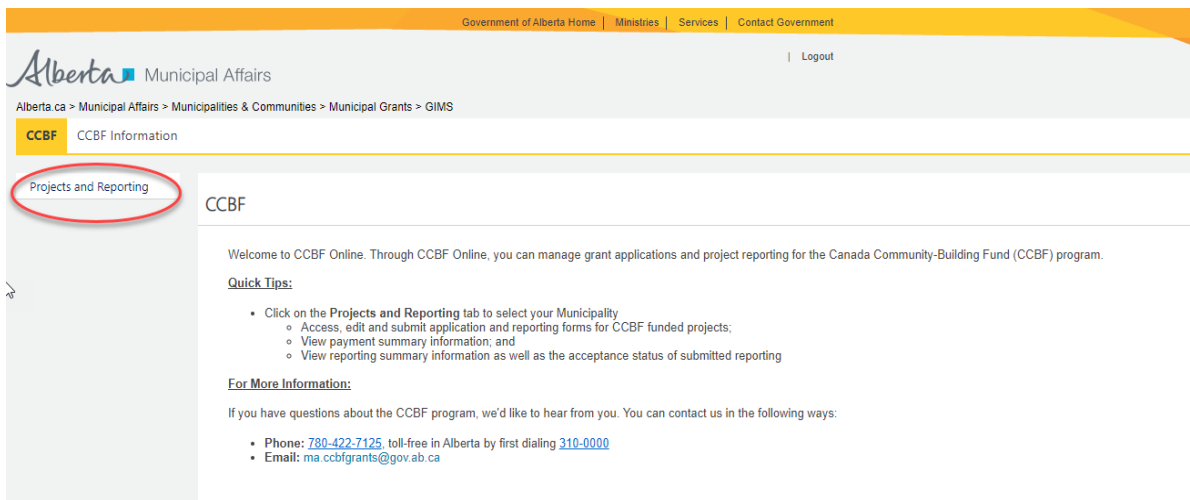 Government of Alberta Home | Ministries | Services | Contact Government
| Logout
Alberta Municipal Affairs
Alberta.ca > Municipal Affairs > Municipalities & Communities > Municipal Grants > GIMS
CCBF CCBF Information
Projects and Reporting
CCBF
Welcome to CCBF Online. Through CCBF Online, you can manage grant applications and project reporting for the Canada Community-Building Fund (CCBF) program.
Quick Tips:
• Click on the Projects and Reporting tab to select your Municipality
◦ Access, edit and submit application and reporting forms for CCBF funded projects;
◦ View payment summary information; and
◦ View reporting summary information as well as the acceptance status of submitted reporting
For More Information:
If you have questions about the CCBF program, we'd like to hear from you. You can contact us in the following ways:
• Phone: 780-422-7125, toll-free in Alberta by first dialing 310-0000
• Email: ma.ccbfgrants@gov.ab.ca